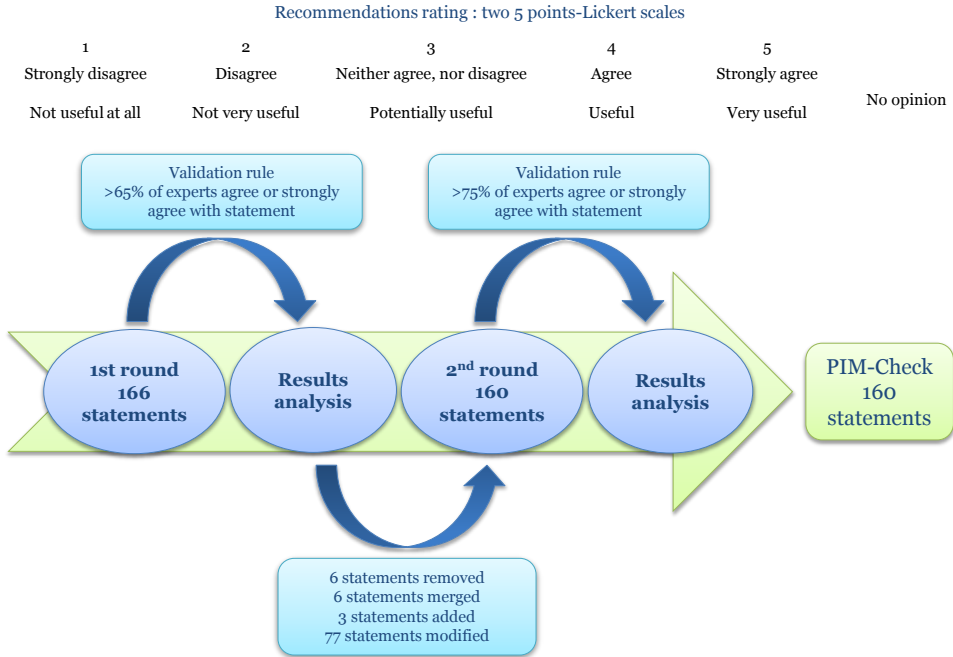 Recommendations rating : two 5 points-Lickert scales
1 2 3 4 5
Strongly disagree Disagree Neither agree, nor disagree Agree Strongly agree
No opinion
Not useful at all Not very useful Potentially useful Useful Very useful
Validation rule
>65% of experts agree or strongly
agree with statement
Validation rule
>75% of experts agree or strongly
agree with statement
1st round
166
statements
Results
analysis
2nd round
160
statements
Results
analysis
PIM-Check
160
statements
6 statements removed
6 statements merged
3 statements added
77 statements modified